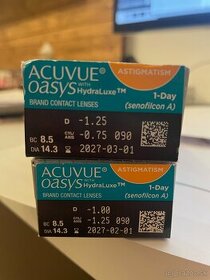 ACUVUE®
ASTIGMATISM
oasys WITH HydraLuxe™
1-Day
BRAND CONTACT LENSES
(senofilcon A)
D -1.25
-0.75 090
BC 8.5
DIA 14.3
2027-03-01
ACUVUE®
ASTIGMATISM
oasys WITH HydraLuxe™
1-Day
BRAND CONTACT LENSES
(senofilcon A)
D -1.00
-1.25 090
BC 8.5
DIA 14.3
2027-02-01